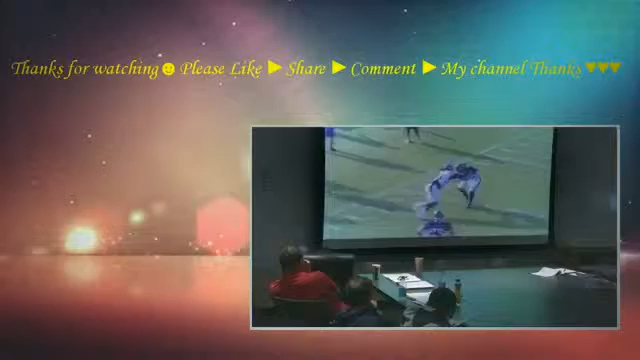 Thanks for watching☻Please Like ►Share ►Comment ►My channel Thanks ♥♥♥